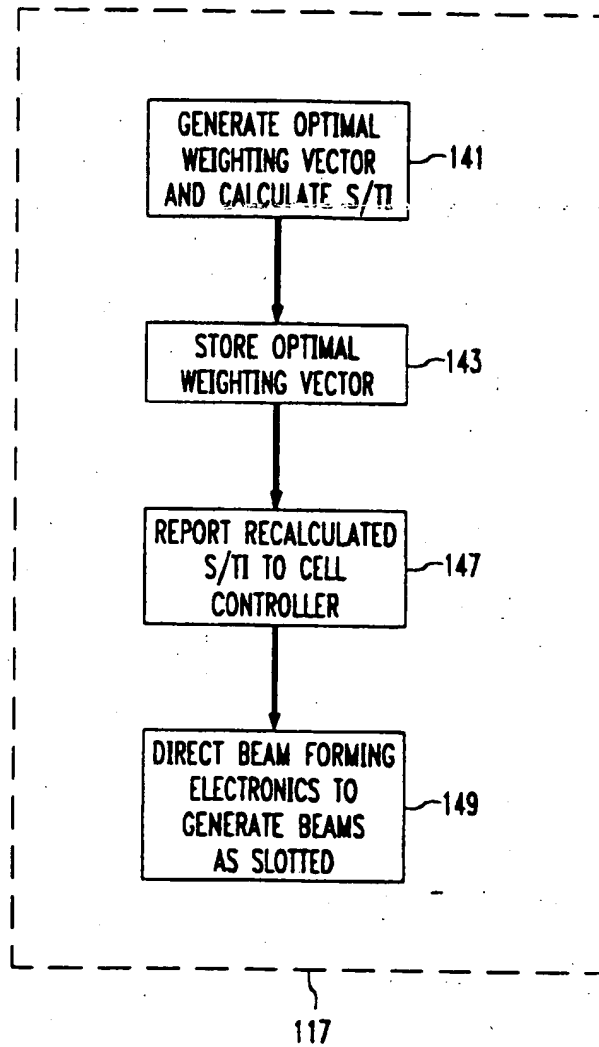 GENERATE OPTIMAL
WEIGHTING VECTOR
AND CALCULATE S/TI
141
STORE OPTIMAL
WEIGHTING VECTOR
143
REPORT RECALCULATED
S/TI TO CELL
CONTROLLER
147
DIRECT BEAM FORMING
ELECTRONICS TO
GENERATE BEAMS
AS SLOTTED
149
117